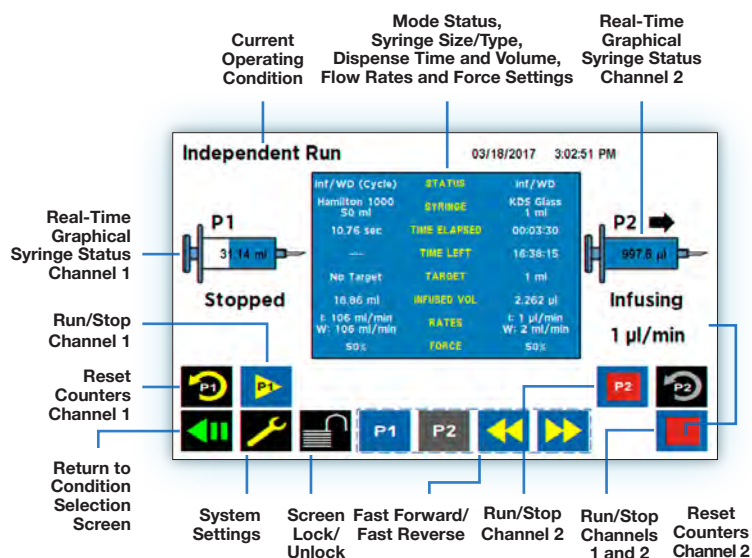 Current
Operating
Condition
Mode Status,
Syringe Size/Type,
Dispense Time and Volume,
Flow Rates and Force Settings
Real-Time
Graphical
Syringe Status
Channel 2
Independent Run
03/18/2017 3:02:51 PM
Inf/WD (Cycle) STATUS Inf/WD
Hamilton 1000
50 ml
SYRINGE
KDS Glass
1 ml
10.76 sec TIME ELAPSED 00:03:30
--- TIME LEFT 16:38:15
No Target TARGET 1 ml
16.86 ml INFUSED VOL 2.262 µl
I: 106 ml/min
W: 106 ml/min
RATES
I: 1 µl/min
W: 2 ml/min
50% FORCE 50%
P1
31.14 ml
Stopped
P2
997.6 µl
Infusing
1 µl/min
Real-Time
Graphical
Syringe Status
Channel 1
Run/Stop
Channel 1
Reset
Counters
Channel 1
Return to
Condition
Selection
Screen
P1
P1
P2
P2
P1
P2
System
Settings
Screen
Lock/
Unlock
Fast Forward/
Fast Reverse
Run/Stop
Channel 2
Run/Stop
Channels
1 and 2
Reset
Counters
Channel 2